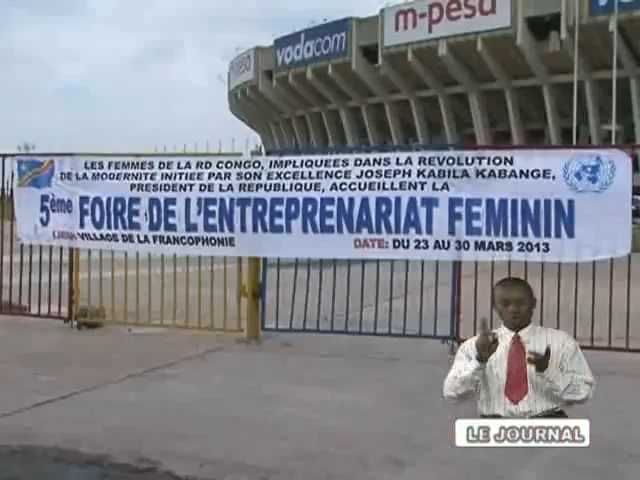 m-pesa
vodacom
m-pesa
LES FEMMES DE LA RD CONGO, IMPLIQUEES DANS LA REVOLUTION
DE LA MODERNITE INITIEE PAR SON EXCELLENCE JOSEPH KABILA KABANGE,
PRESIDENT DE LA REPUBLIQUE, ACCUEILLENT LA
5ème FOIRE DE L'ENTREPRENARIAT FEMININ
VILLAGE DE LA FRANCOPHONIE
DATE: DU 23 AU 30 MARS 2013
LE JOURNAL